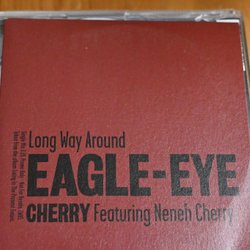 Long Way Around
EAGLE-EYE
CHERRY Featuring Neneh Cherry